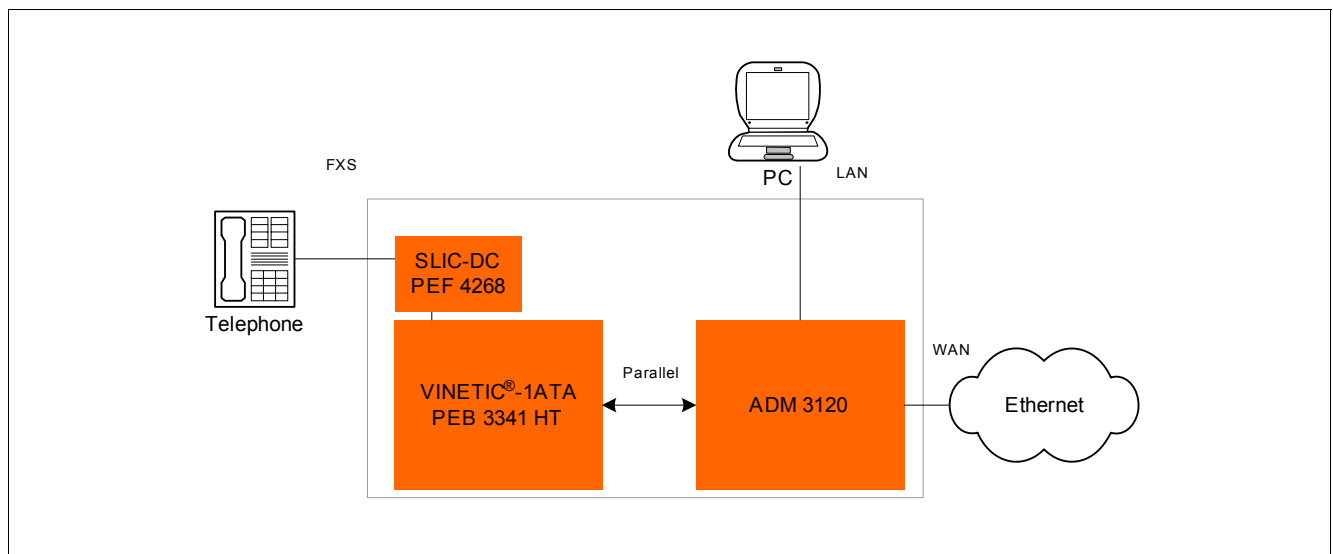 FXS
PC
LAN
SLIC-DC
PEF 4268
Telephone
VINETIC®-1ATA
PEB 3341 HT
Parallel
ADM 3120
WAN
Ethernet